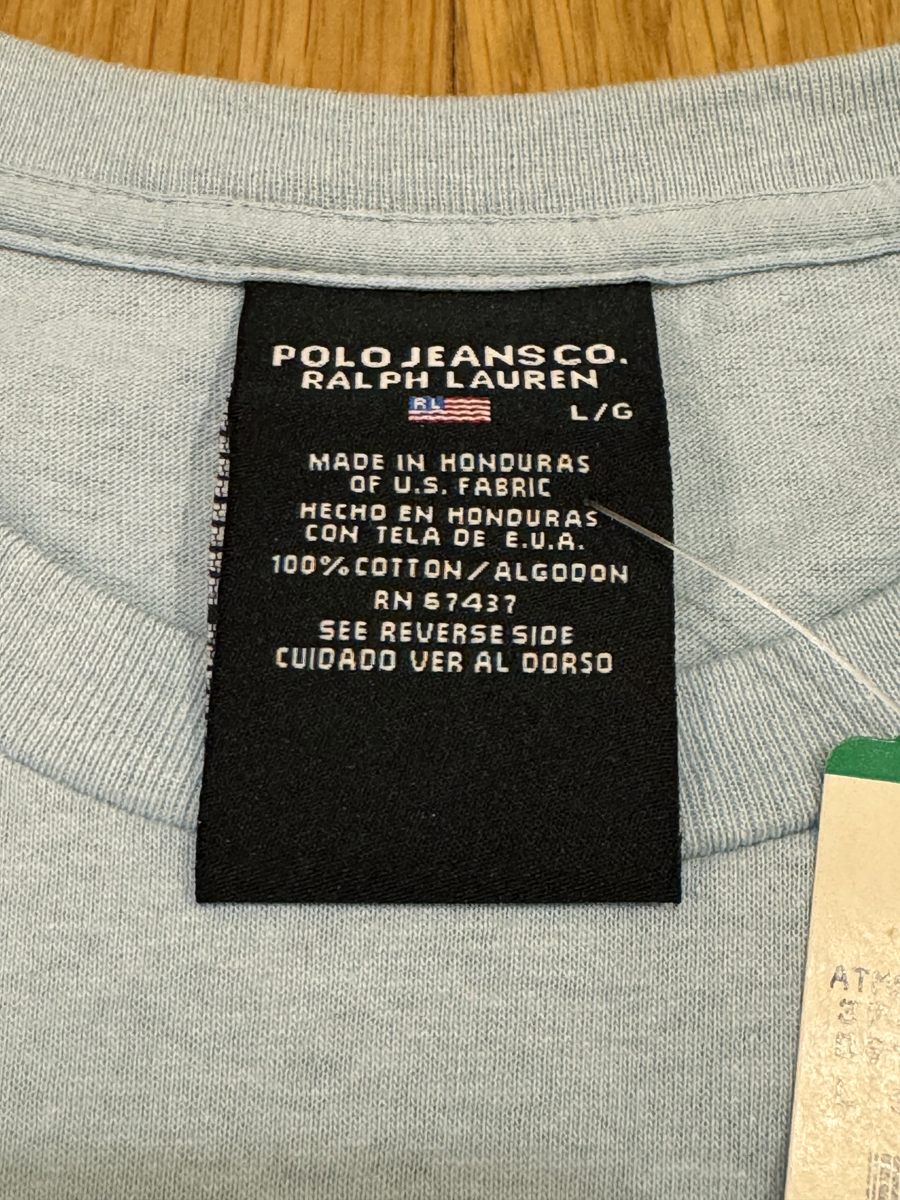 POLO JEANS CO.
RALPH LAUREN
RL
L/G
MADE IN HONDURAS
OF U.S. FABRIC
HECHO EN HONDURAS
CON TELA DE E.U.A.
100% COTTON/ALGODON
RN 67437
SEE REVERSE SIDE
CUIDADO VER AL DORSO